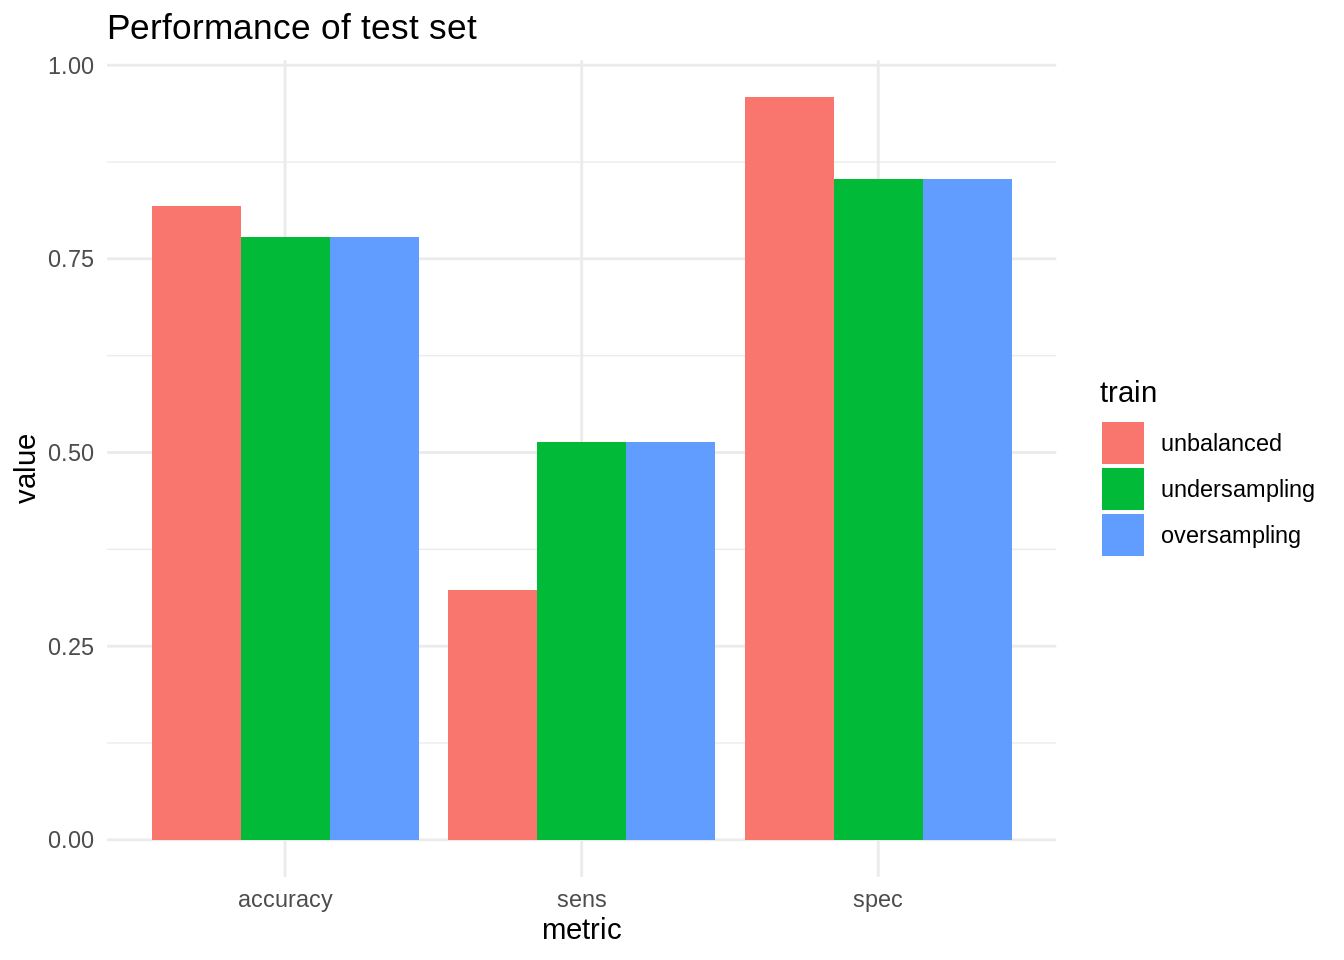 Performance of test set
1.00
0.75
0.50
0.25
0.00
value
accuracy
sens
spec
metric
train
unbalanced
undersampling
oversampling